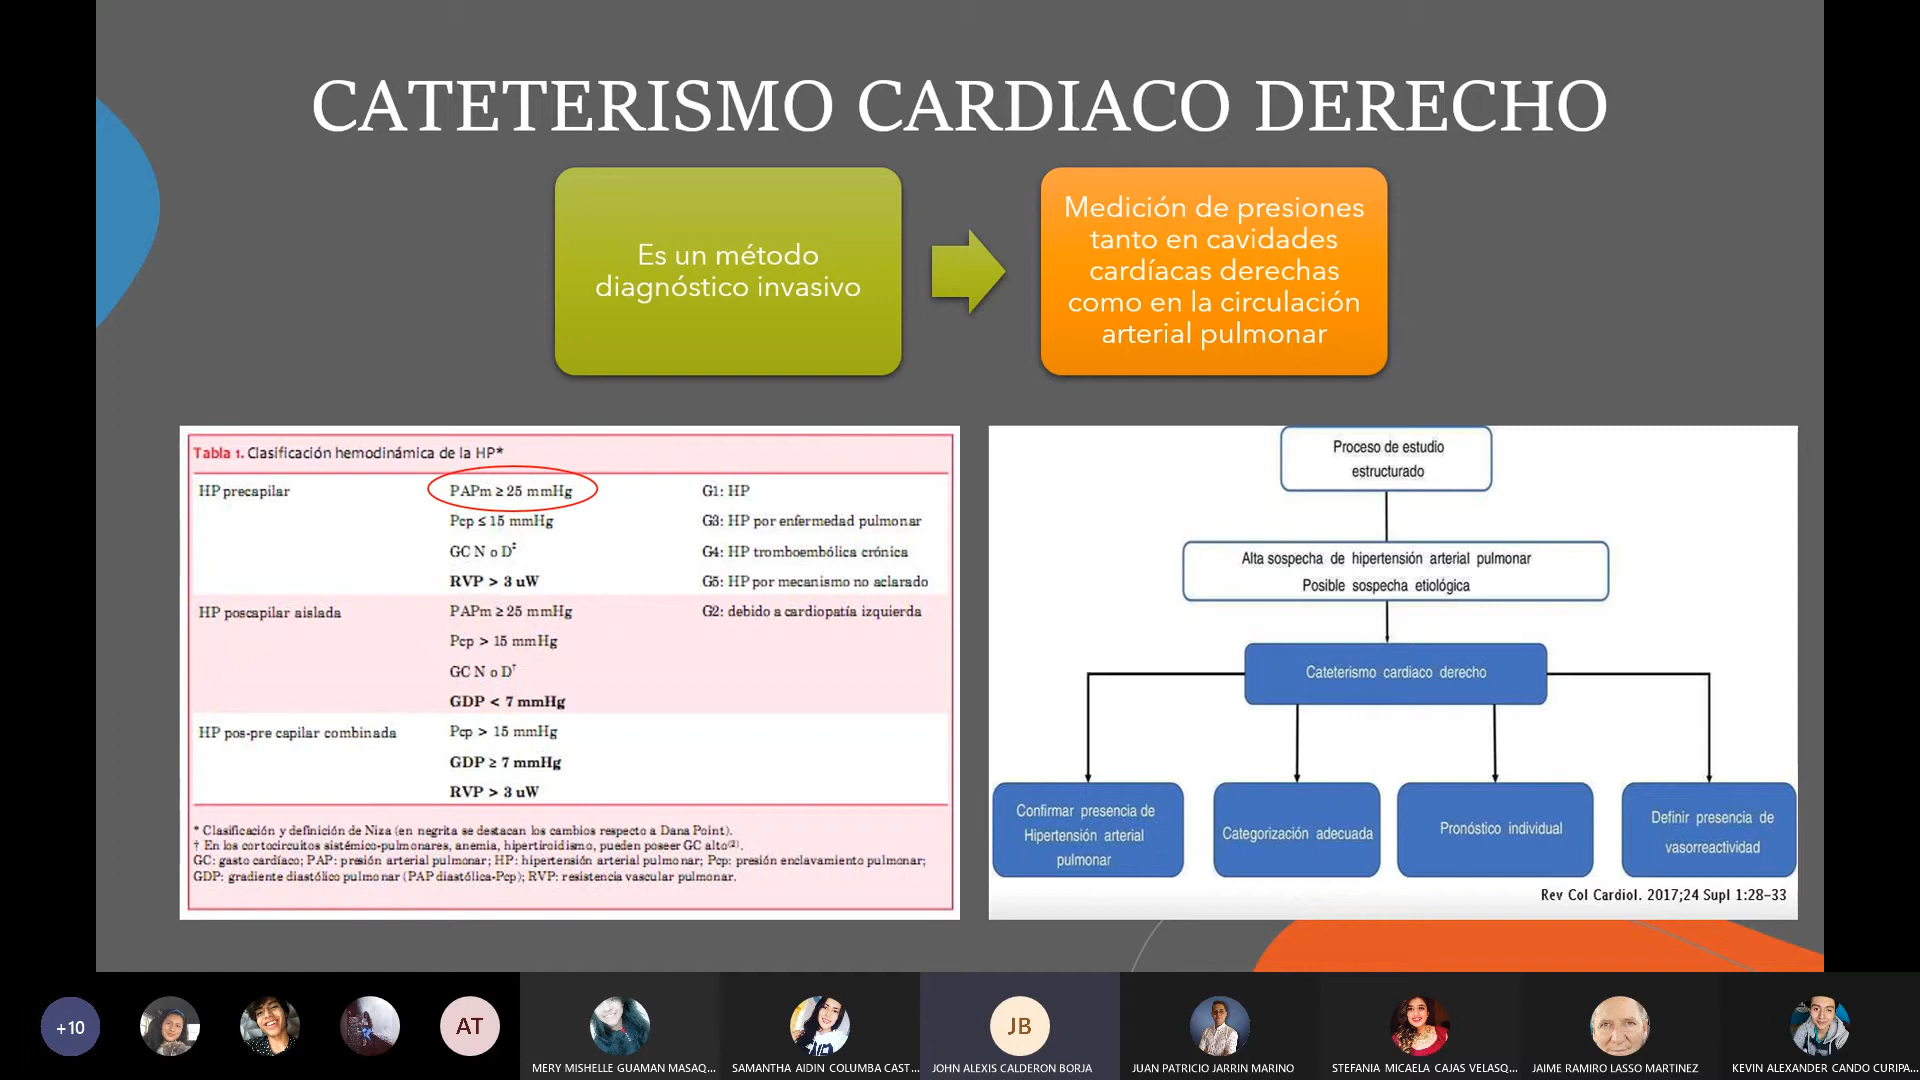 CATETERISMO CARDIACO DERECHO
Es un método
diagnóstico invasivo
Medición de presiones
tanto en cavidades
cardíacas derechas
como en la circulación
arterial pulmonar
Tabla 1. Clasificación hemodinámica de la HP*
HP precapilar PAPm ≥ 25 mmHg G1: HP
Pcp ≤ 15 mmHg G3: HP por enfermedad pulmonar
GC N o D‡ G4: HP tromboembólica crónica
RVP > 3 uW G5: HP por mecanismo no aclarado
HP poscapilar aislada PAPm ≥ 25 mmHg G2: debido a cardiopatía izquierda
Pcp > 15 mmHg
GC N o D†
GDP < 7 mmHg
HP pos-pre capilar combinada Pcp > 15 mmHg
GDP ≥ 7 mmHg
RVP > 3 uW
* Clasificación y definición de Niza (en negrita se destacan los cambios respecto a Dana Point).
† En los cortocircuitos sistémico-pulmonares, anemia, hipertiroidismo, pueden poseer GC alto(2).
GC: gasto cardíaco; PAP: presión arterial pulmonar; HP: hipertensión arterial pulmonar; Pcp: presión enclavamiento pulmonar;
GDP: gradiente diastólico pulmonar (PAP diastólica-Pcp); RVP: resistencia vascular pulmonar.
Proceso de estudio
estructurado
Alta sospecha de hipertensión arterial pulmonar
Posible sospecha etiológica
Cateterismo cardiaco derecho
Confirmar presencia de
Hipertensión arterial
pulmonar
Categorización adecuada
Pronóstico individual
Definir presencia de
vasorreactividad
Rev Col Cardiol. 2017;24 Supl 1:28–33
+10
AT
JB
MERY MISHELLE GUAMAN MASAQ...
SAMANTHA AIDIN COLUMBA CAST...
JOHN ALEXIS CALDERON BORJA
JUAN PATRICIO JARRIN MARINO
STEFANIA MICAELA CAJAS VELASQ...
JAIME RAMIRO LASSO MARTINEZ
KEVIN ALEXANDER CANDO CURIPA...